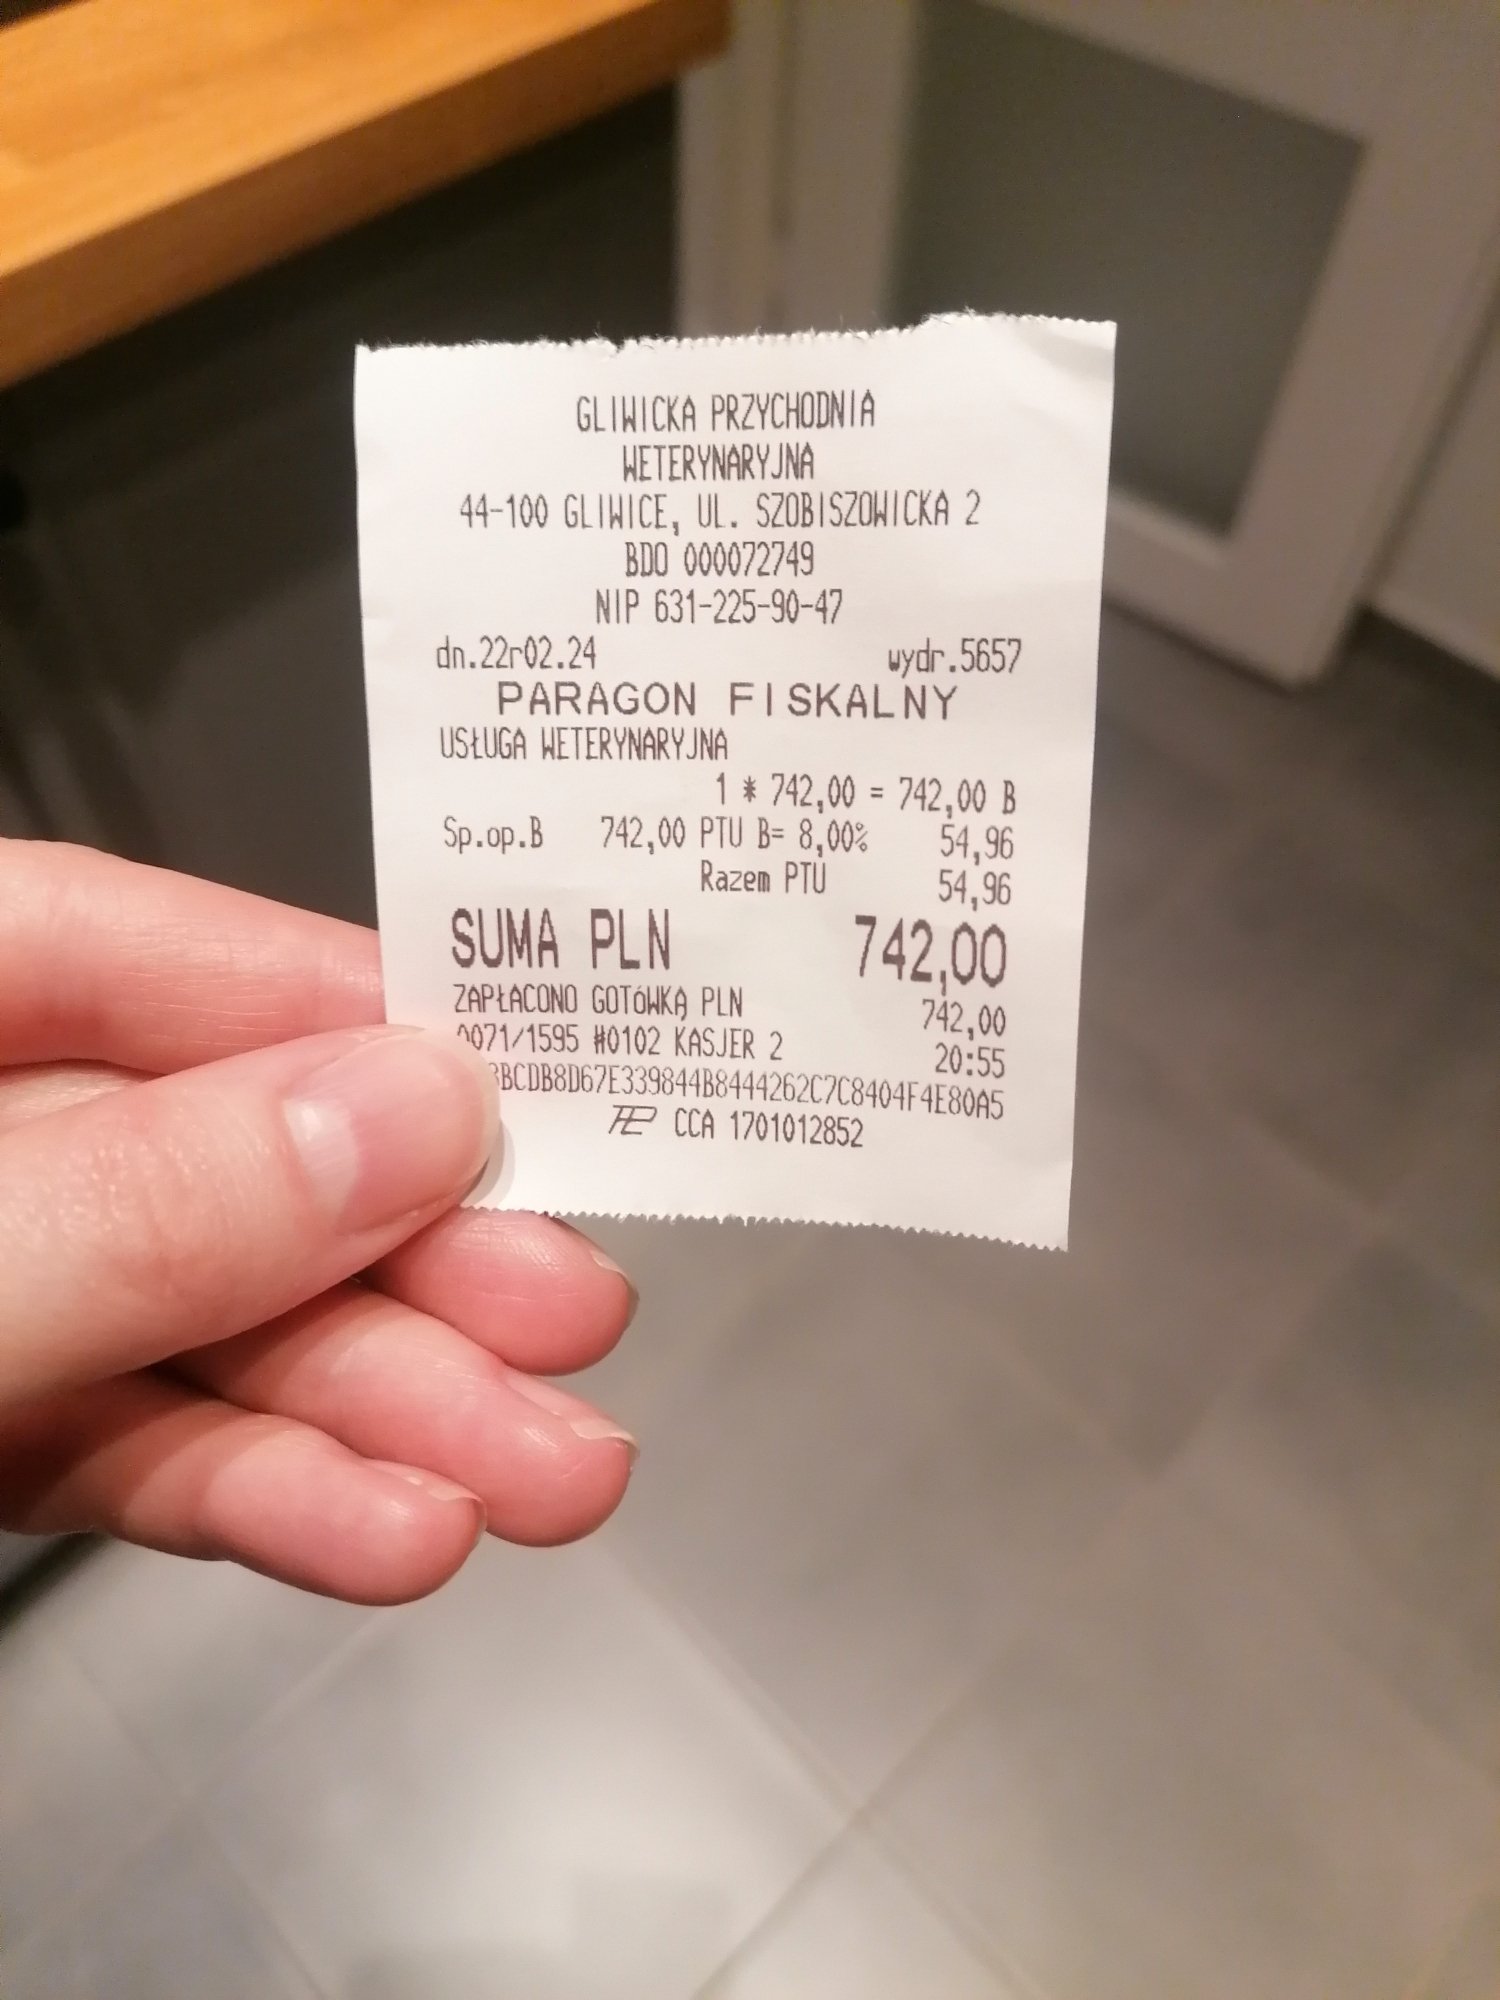 GLIWICKA PRZYCHODNIA
WETERYNARYJNA
44-100 GLIWICE, UL. SZOBISZOWICKA 2
BDO 000072749
NIP 631-225-90-47
dn.22r02.24 wydr.5657
PARAGON FISKALNY
USŁUGA WETERYNARYJNA
1 * 742,00 = 742,00 B
Sp.op.B 742,00 PTU B= 8,00% 54,96
Razem PTU 54,96
SUMA PLN 742,00
ZAPŁACONO GOTÓWKĄ PLN 742,00
0071/1595 #0102 KASJER 2 20:55
BCDB8D67E339844B8444262C7C8404F4E80A5
CCA 1701012852